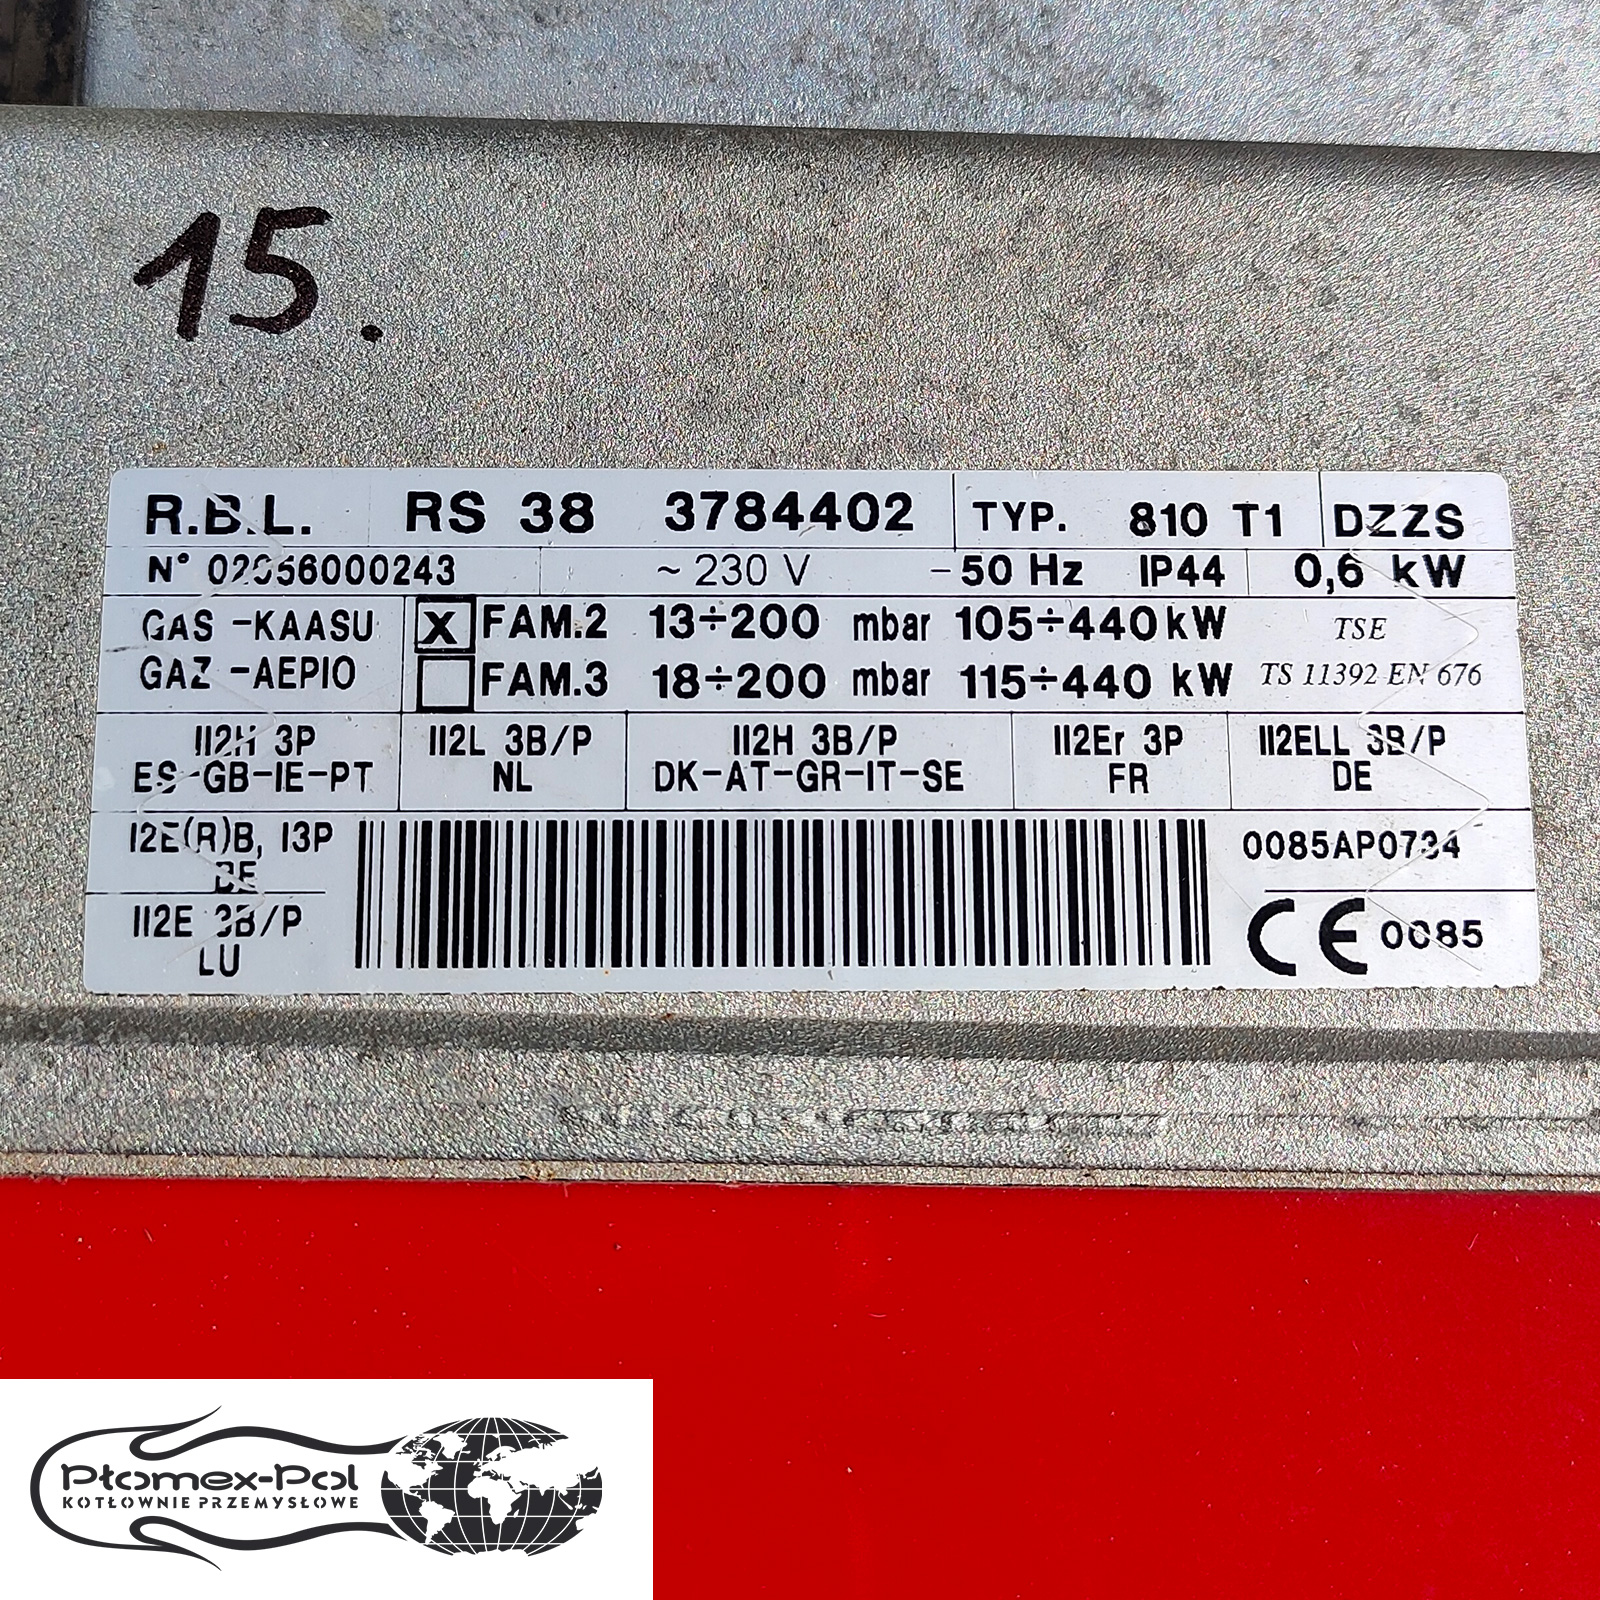 15.
R.B.L. RS 38 3784402 TYP. 810 T1 DZZS
N° 02056000243 ~ 230 V -50 Hz IP44 0,6 kW
GAS -KAASU X FAM.2 13÷200 mbar 105÷440 kW TSE
GAZ -AEPIO FAM.3 18÷200 mbar 115÷440 kW TS 11392 EN 676
II2H 3P II2L 3B/P II2H 3B/P II2Er 3P II2ELL 3B/P
ES-GB-IE-PT NL DK-AT-GR-IT-SE FR DE
I2E(R)B, I3P 0085AP0734
BE
II2E 3B/P CE 0085
LU
Płomex-Pol
KOTŁOWNIE PRZEMYSŁOWE